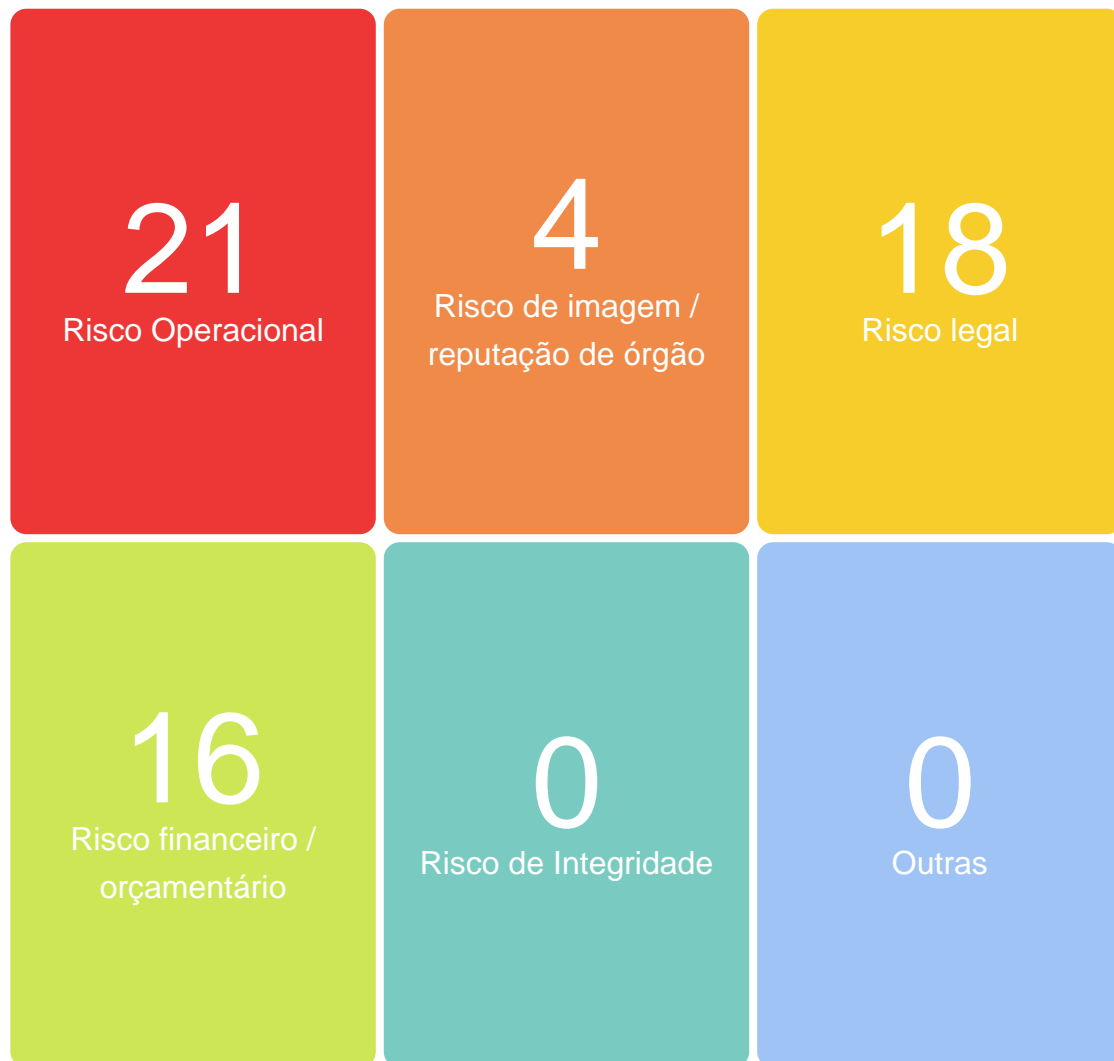 21
Risco Operacional
4
Risco de imagem /
reputação de órgão
18
Risco legal
16
Risco financeiro /
orçamentário
0
Risco de Integridade
0
Outras